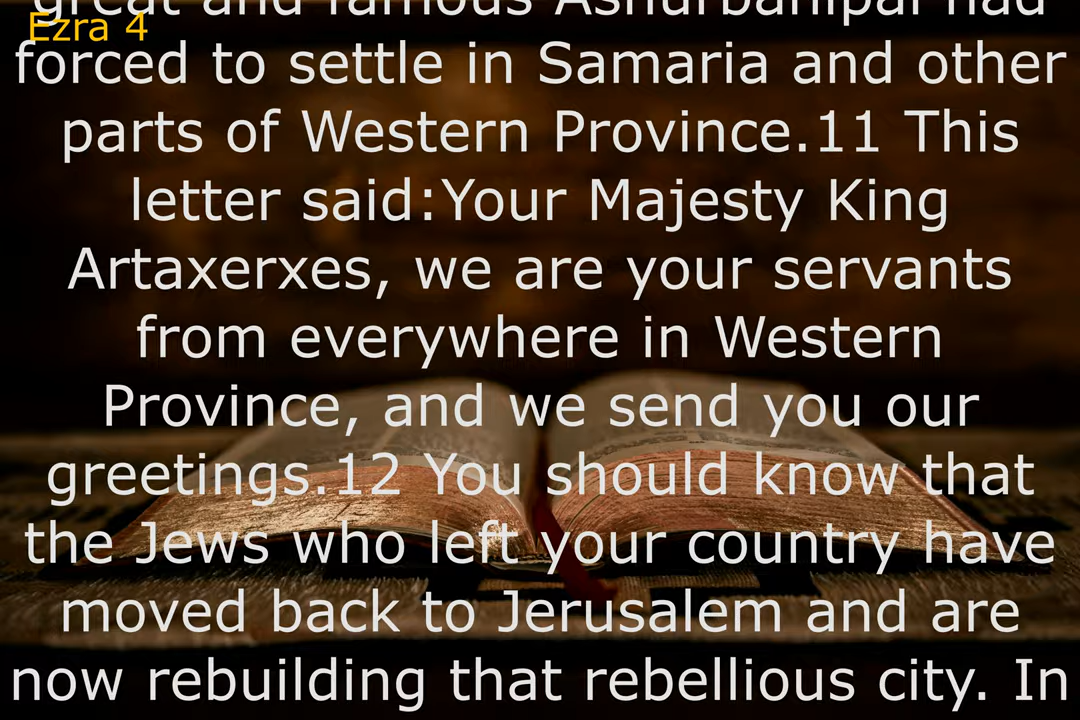 great and famous Ashurbanipal had
Ezra 4
forced to settle in Samaria and other
parts of Western Province.11 This
letter said:Your Majesty King
Artaxerxes, we are your servants
from everywhere in Western
Province, and we send you our
greetings.12 You should know that
the Jews who left your country have
moved back to Jerusalem and are
now rebuilding that rebellious city. In